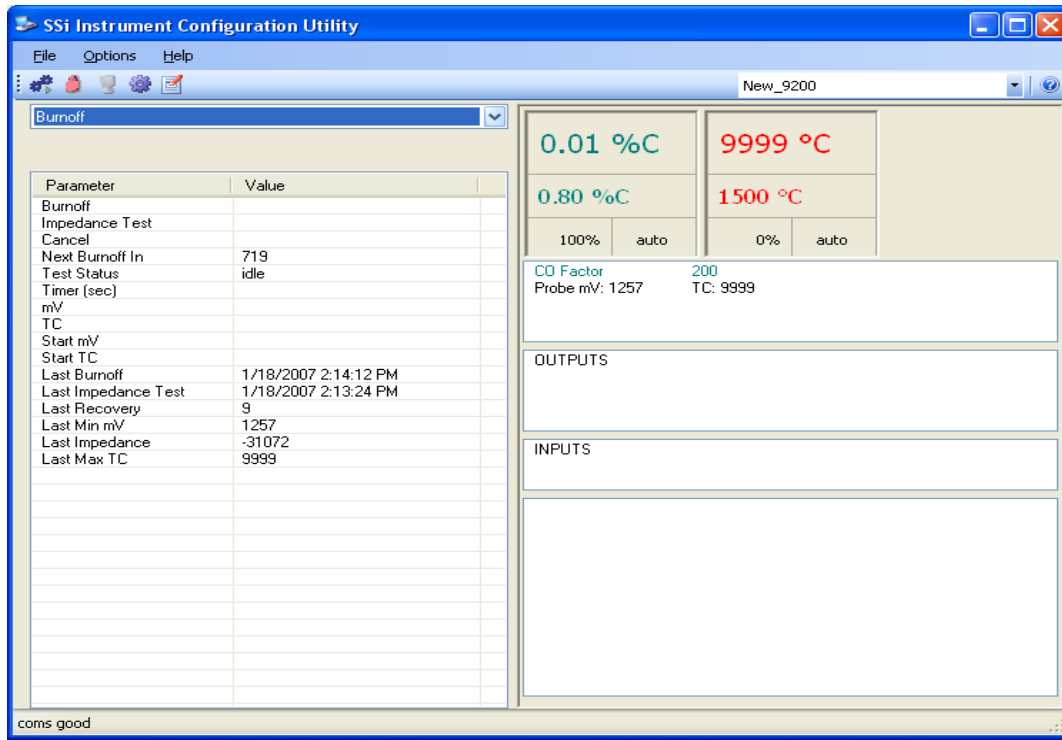 SSi Instrument Configuration Utility
File Options Help
New_9200
Burnoff
Parameter Value
Burnoff
Impedance Test
Cancel
Next Burnoff In 719
Test Status idle
Timer (sec)
mV
TC
Start mV
Start TC
Last Burnoff 1/18/2007 2:14:12 PM
Last Impedance Test 1/18/2007 2:13:24 PM
Last Recovery 9
Last Min mV 1257
Last Impedance -31072
Last Max TC 9999
0.01 %C 9999 °C
0.80 %C 1500 °C
100% auto 0% auto
CO Factor 200
Probe mV: 1257 TC: 9999
OUTPUTS
INPUTS
coms good